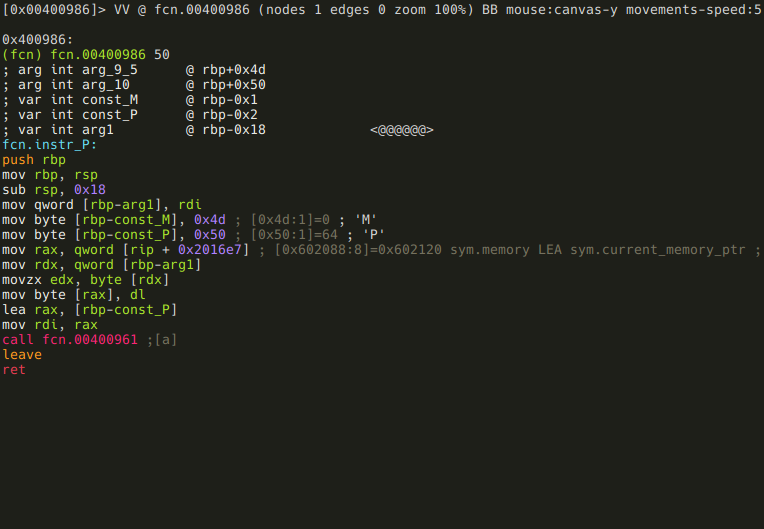 [0x00400986]> VV @ fcn.00400986 (nodes 1 edges 0 zoom 100%) BB mouse:canvas-y movements-speed:5
0x400986:
(fcn) fcn.00400986 50
; arg int arg_9_5      @ rbp+0x4d
; arg int arg_10       @ rbp+0x50
; var int const_M      @ rbp-0x1
; var int const_P      @ rbp-0x2
; var int arg1         @ rbp-0x18             <@@@@@@>
fcn.instr_P:
push rbp
mov rbp, rsp
sub rsp, 0x18
mov qword [rbp-arg1], rdi
mov byte [rbp-const_M], 0x4d ; [0x4d:1]=0 ; 'M'
mov byte [rbp-const_P], 0x50 ; [0x50:1]=64 ; 'P'
mov rax, qword [rip + 0x2016e7] ; [0x602088:8]=0x602120 sym.memory LEA sym.current_memory_ptr ;
mov rdx, qword [rbp-arg1]
movzx edx, byte [rdx]
mov byte [rax], dl
lea rax, [rbp-const_P]
mov rdi, rax
call fcn.00400961 ;[a]
leave
ret